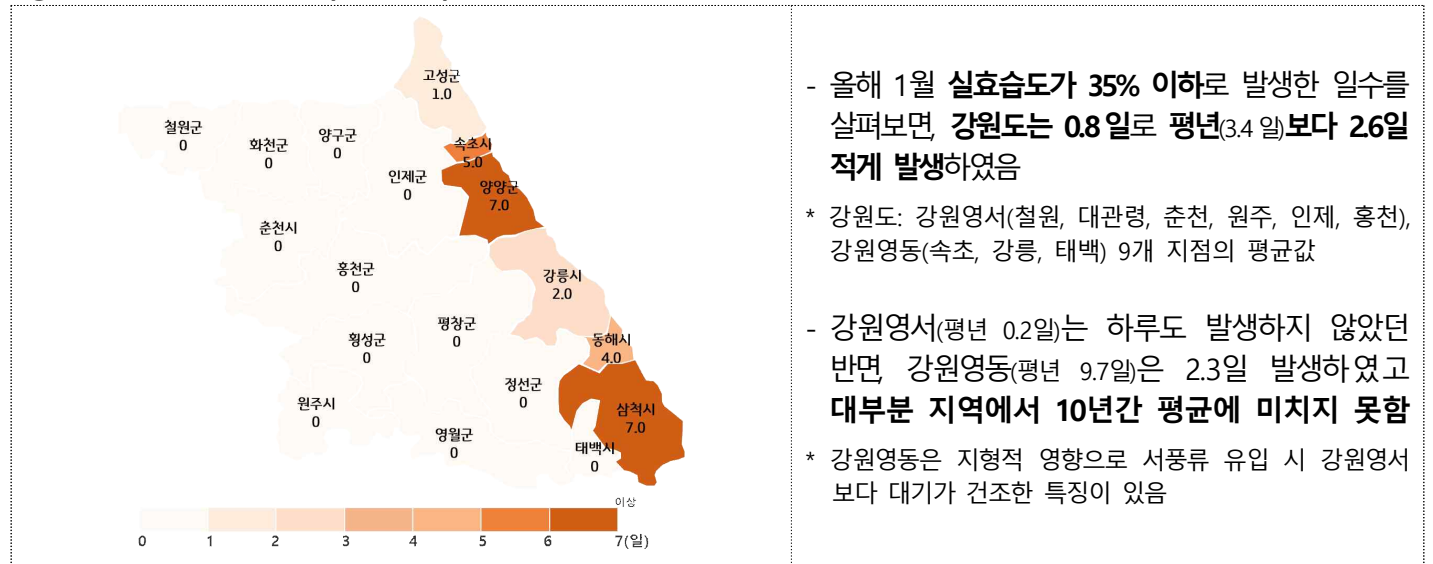 고성군
1.0
철원군
0
화천군
0
양구군
0
속초시
5.0
인제군
0
양양군
7.0
춘천시
0
홍천군
0
강릉시
2.0
평창군
0
횡성군
0
동해시
4.0
정선군
0
원주시
0
삼척시
7.0
영월군
0
태백시
0
이상
0 1 2 3 4 5 6 7(일)
- 올해 1월 실효습도가 35% 이하로 발생한 일수를
살펴보면, 강원도는 0.8일로 평년(3.4일)보다 2.6일
적게 발생하였음
* 강원도: 강원영서(철원, 대관령, 춘천, 원주, 인제, 홍천),
강원영동(속초, 강릉, 태백) 9개 지점의 평균값
- 강원영서(평년 0.2일)는 하루도 발생하지 않았던
반면, 강원영동(평년 9.7일)은 2.3일 발생하였고
대부분 지역에서 10년간 평균에 미치지 못함
* 강원영동은 지형적 영향으로 서풍류 유입 시 강원영서
보다 대기가 건조한 특징이 있음